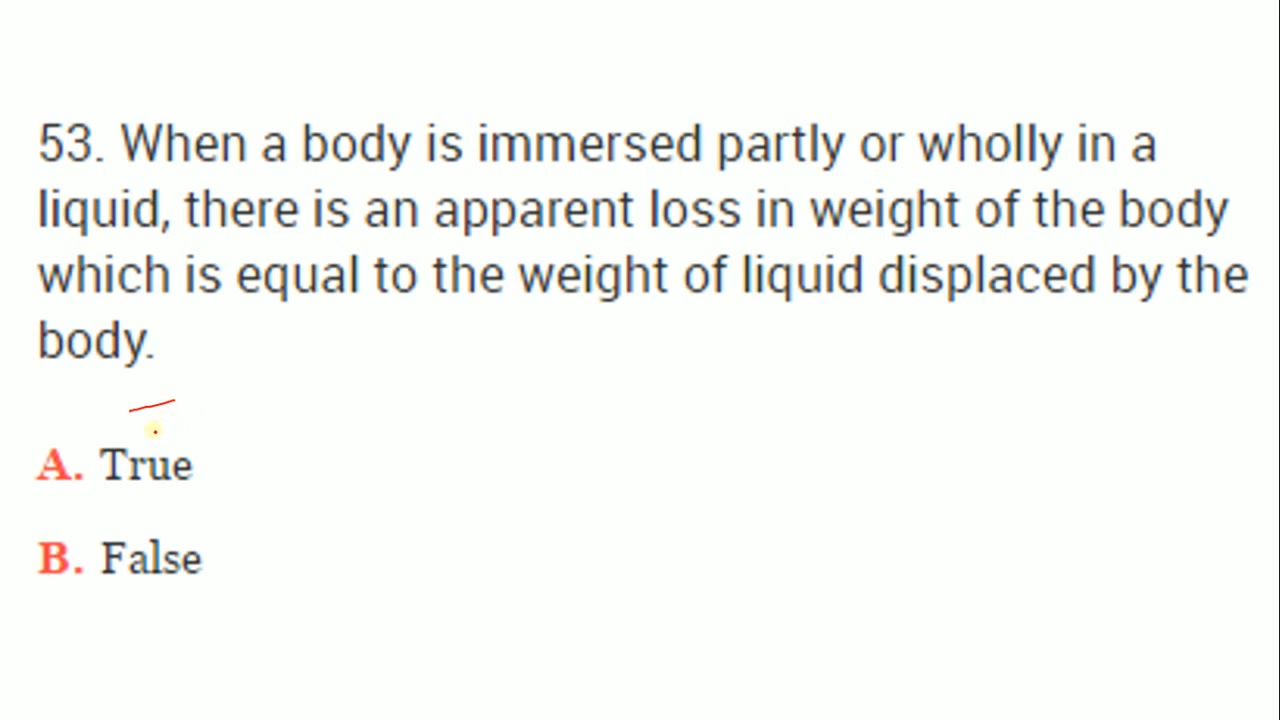 53. When a body is immersed partly or wholly in a
liquid, there is an apparent loss in weight of the body
which is equal to the weight of liquid displaced by the
body.
A. True
B. False